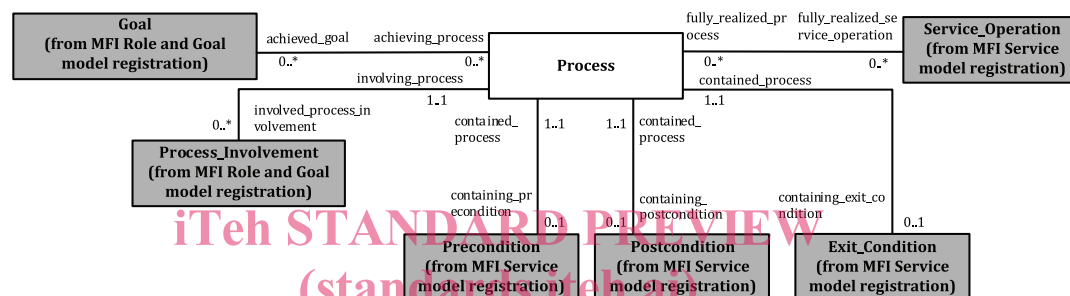 Goal
(from MFI Role and Goal
model registration)
achieved_goal
0..*
achieving_process
0..*
Process
fully_realized_pr
ocess
0..*
fully_realized_se
rvice_operation
0..*
Service_Operation
(from MFI Service
model registration)
involving_process
1..1
involved_process_in
volvement
0..*
Process_Involvement
(from MFI Role and Goal
model registration)
contained_
process
1..1
1..1
contained_
process
contained_process
1..1
containing_pr
econdition
0..1
containing_
postcondition
0..1
containing_exit_co
ndition
0..1
Precondition
(from MFI Service
model registration)
Postcondition
(from MFI Service
model registration)
Exit_Condition
(from MFI Service
model registration)
iTeh STANDARD PREVIEW
(standards.iteh.ai)